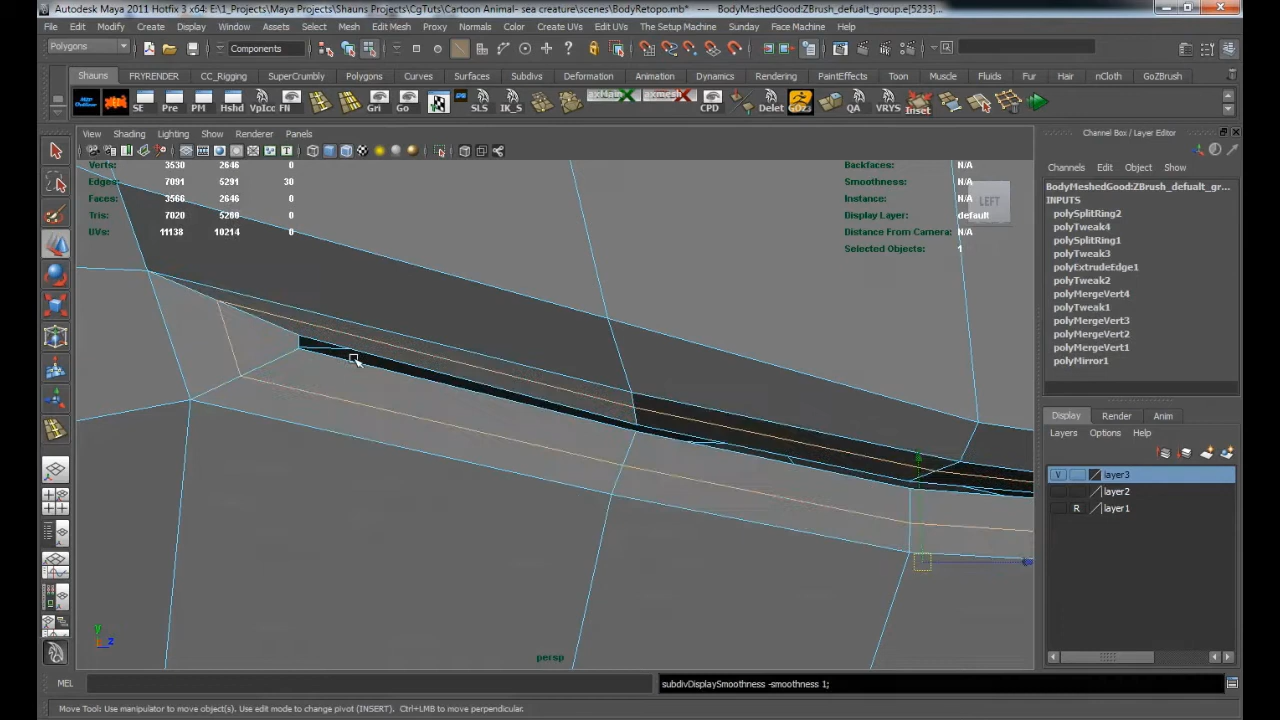 Autodesk Maya 2011 Hotfix 3 x64: E:\1_Projects\Maya Projects\Shauns Projects\CgTuts\Cartoon Animal- sea creature\scenes\BodyRetopo.mb* --- BodyMeshedGood:ZBrush_defualt_group.e[5233]...
File Edit Modify Create Display Window Assets Select Mesh Edit Mesh Proxy Normals Color Create UVs Edit UVs The Setup Machine Sunday Face Machine Help
Polygons Components
Shauns FRYRENDER CC_Rigging SuperCrumbly Polygons Curves Surfaces Subdivs Deformation Animation Dynamics Rendering PaintEffects Toon Muscle Fluids Fur Hair nCloth GoZBrush
SE Pre PM Hshd Gri Go SLS IK_S CPD Delet GOz3 QA VRYS Inset
View Shading Lighting Show Renderer Panels
Channel Box / Layer Editor
Channels Edit Object Show
Verts: 3530 2646 0
Edges: 7091 5291 30
Faces: 3566 2646 0
Tris: 7020 5260 0
UVs: 11138 10214 0
Backfaces: N/A
Smoothness: N/A
Instance: N/A
Display Layer: default
Distance From Camera: N/A
Selected Objects: 1
LEFT
BodyMeshedGood:ZBrush_defualt_gr...
INPUTS
polySplitRing2
polyTweak4
polySplitRing1
polyTweak3
polyExtrudeEdge1
polyTweak2
polyMergeVert4
polyTweak1
polyMergeVert3
polyMergeVert2
polyMergeVert1
polyMirror1
Display Render Anim
Layers Options Help
V layer3
layer2
R layer1
y
z
persp
MEL subdivDisplaySmoothness -smoothness 1;
Move Tool: Use manipulator to move object(s). Use edit mode to change pivot (INSERT). Ctrl+LMB to move perpendicular.